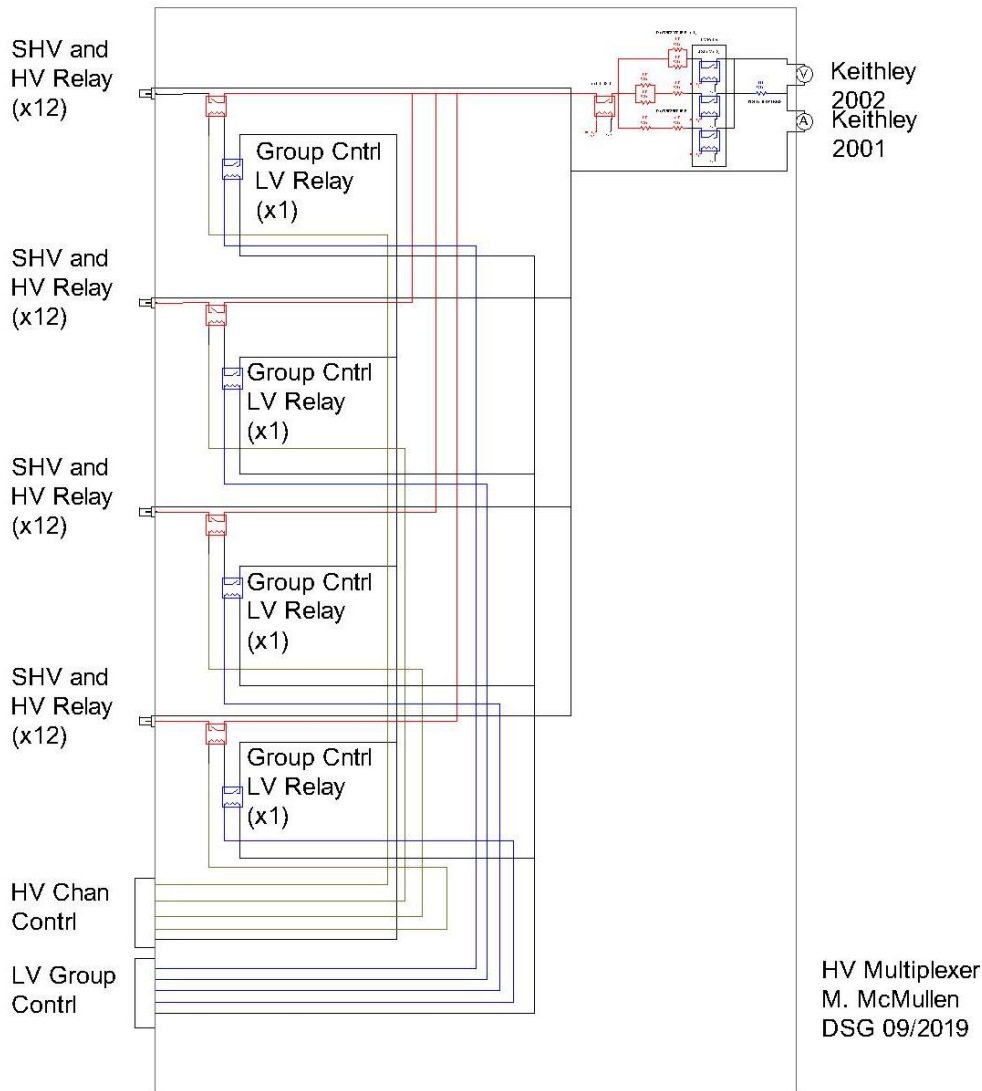 SHV and
HV Relay
(x12)
Keithley
2002
Keithley
2001
V
A
Group Cntrl
LV Relay
(x1)
SHV and
HV Relay
(x12)
Group Cntrl
LV Relay
(x1)
SHV and
HV Relay
(x12)
Group Cntrl
LV Relay
(x1)
SHV and
HV Relay
(x12)
Group Cntrl
LV Relay
(x1)
HV Chan
Contrl
LV Group
Contrl
HV Multiplexer
M. McMullen
DSG 09/2019